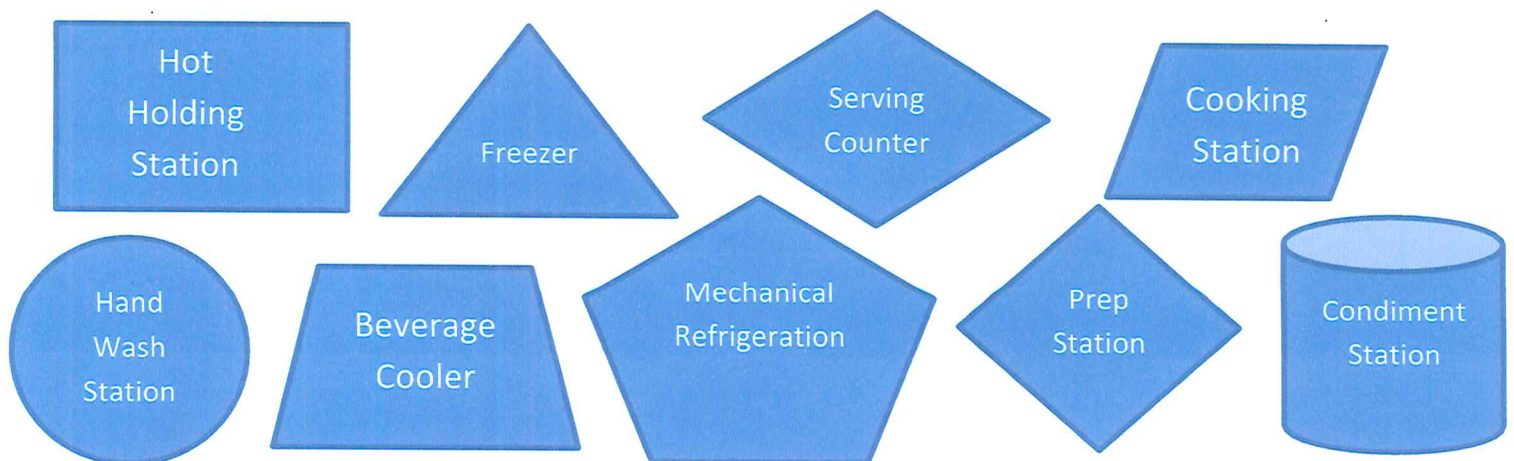 Hot
Holding
Station
Freezer
Serving
Counter
Cooking
Station
Hand
Wash
Station
Beverage
Cooler
Mechanical
Refrigeration
Prep
Station
Condiment
Station